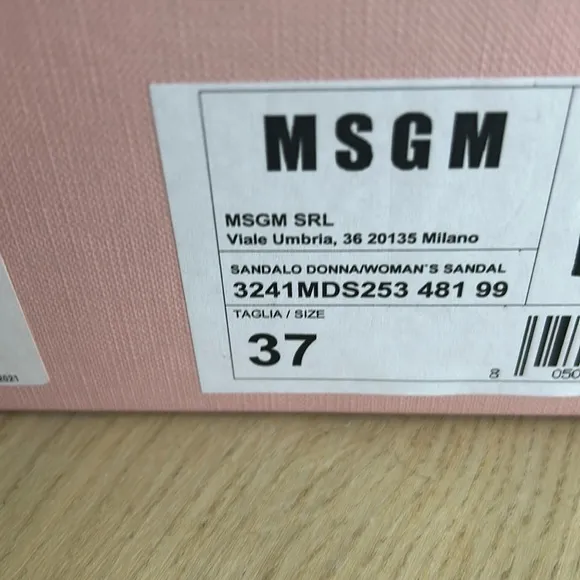 MSGM
MSGM SRL
Viale Umbria, 36 20135 Milano
SANDALO DONNA/WOMAN'S SANDAL
3241MDS253 481 99
TAGLIA / SIZE
37
8 050
2021